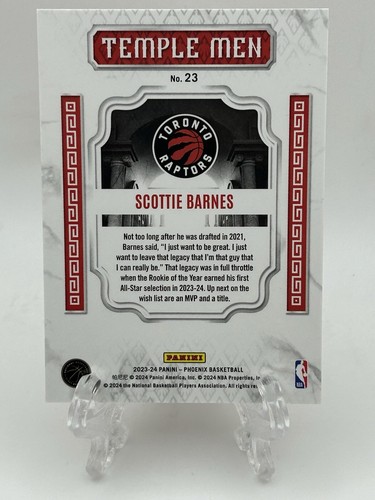 TEMPLE MEN
No. 23
TORONTO
RAPTORS
SCOTTIE BARNES
Not too long after he was drafted in 2021,
Barnes said, "I just want to be great. I just
want to leave that legacy that I'm that guy that
I can really be." That legacy was in full throttle
when the Rookie of the Year earned his first
All-Star selection in 2023-24. Up next on the
wish list are an MVP and a title.
PANINI
2023-24 PANINI – PHOENIX BASKETBALL
© 2024 Panini America, Inc. © 2024 NBA Properties, In
© 2024 the National Basketball Players Association. All rights re